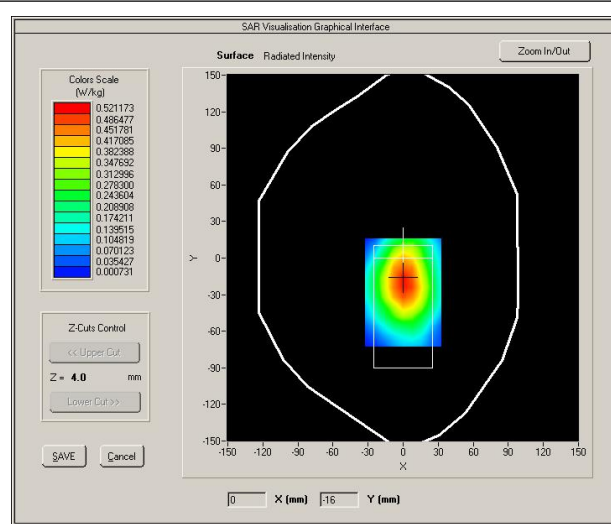 SAR Visualisation Graphical Interface
Surface Radiated Intensity
Zoom In/Out
Colors Scale
(W/kg)
0.521173
0.486477
0.451781
0.417085
0.382388
0.347692
0.312996
0.278300
0.243604
0.208908
0.174211
0.139515
0.104819
0.070123
0.035427
0.000731
Z-Cuts Control
<< Upper Cut
Z = 4.0 mm
Lower Cut >>
SAVE Cancel
150-
120-
90-
60-
30-
0-
-30-
-60-
-90-
-120-
-150-
Y
-150 -120 -90 -60 -30 0 30 60 90 120 150
X
0 X (mm) -16 Y (mm)